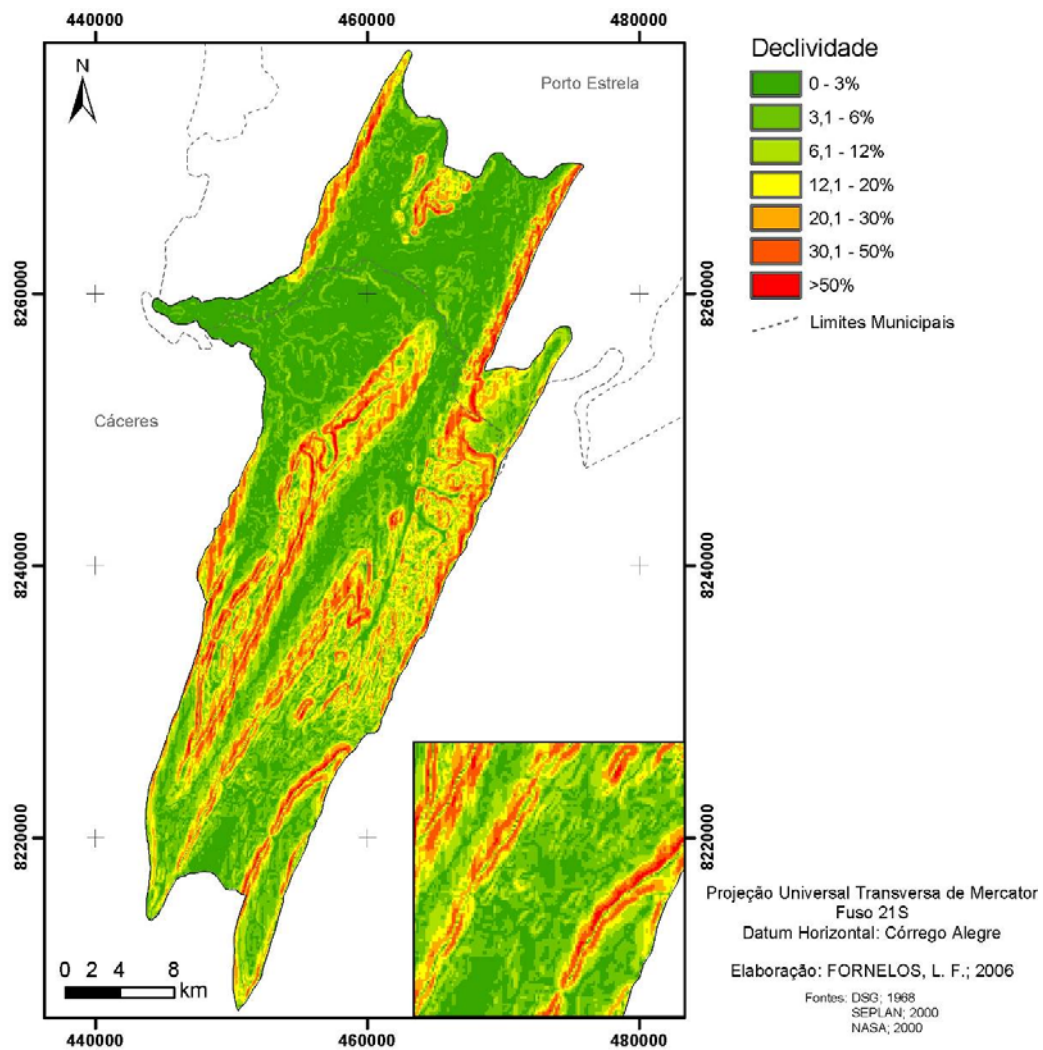 440000
460000
480000
N
Porto Estrela
8260000
8260000
Cáceres
8240000
8240000
8220000
8220000
0 2 4 8
km
440000
460000
480000
Declividade
0 - 3%
3,1 - 6%
6,1 - 12%
12,1 - 20%
20,1 - 30%
30,1 - 50%
>50%
Limites Municipais
Projeção Universal Transversa de Mercator
Fuso 21S
Datum Horizontal: Córrego Alegre
Elaboração: FORNELOS, L. F.; 2006
Fontes: DSG; 1968
SEPLAN; 2000
NASA; 2000